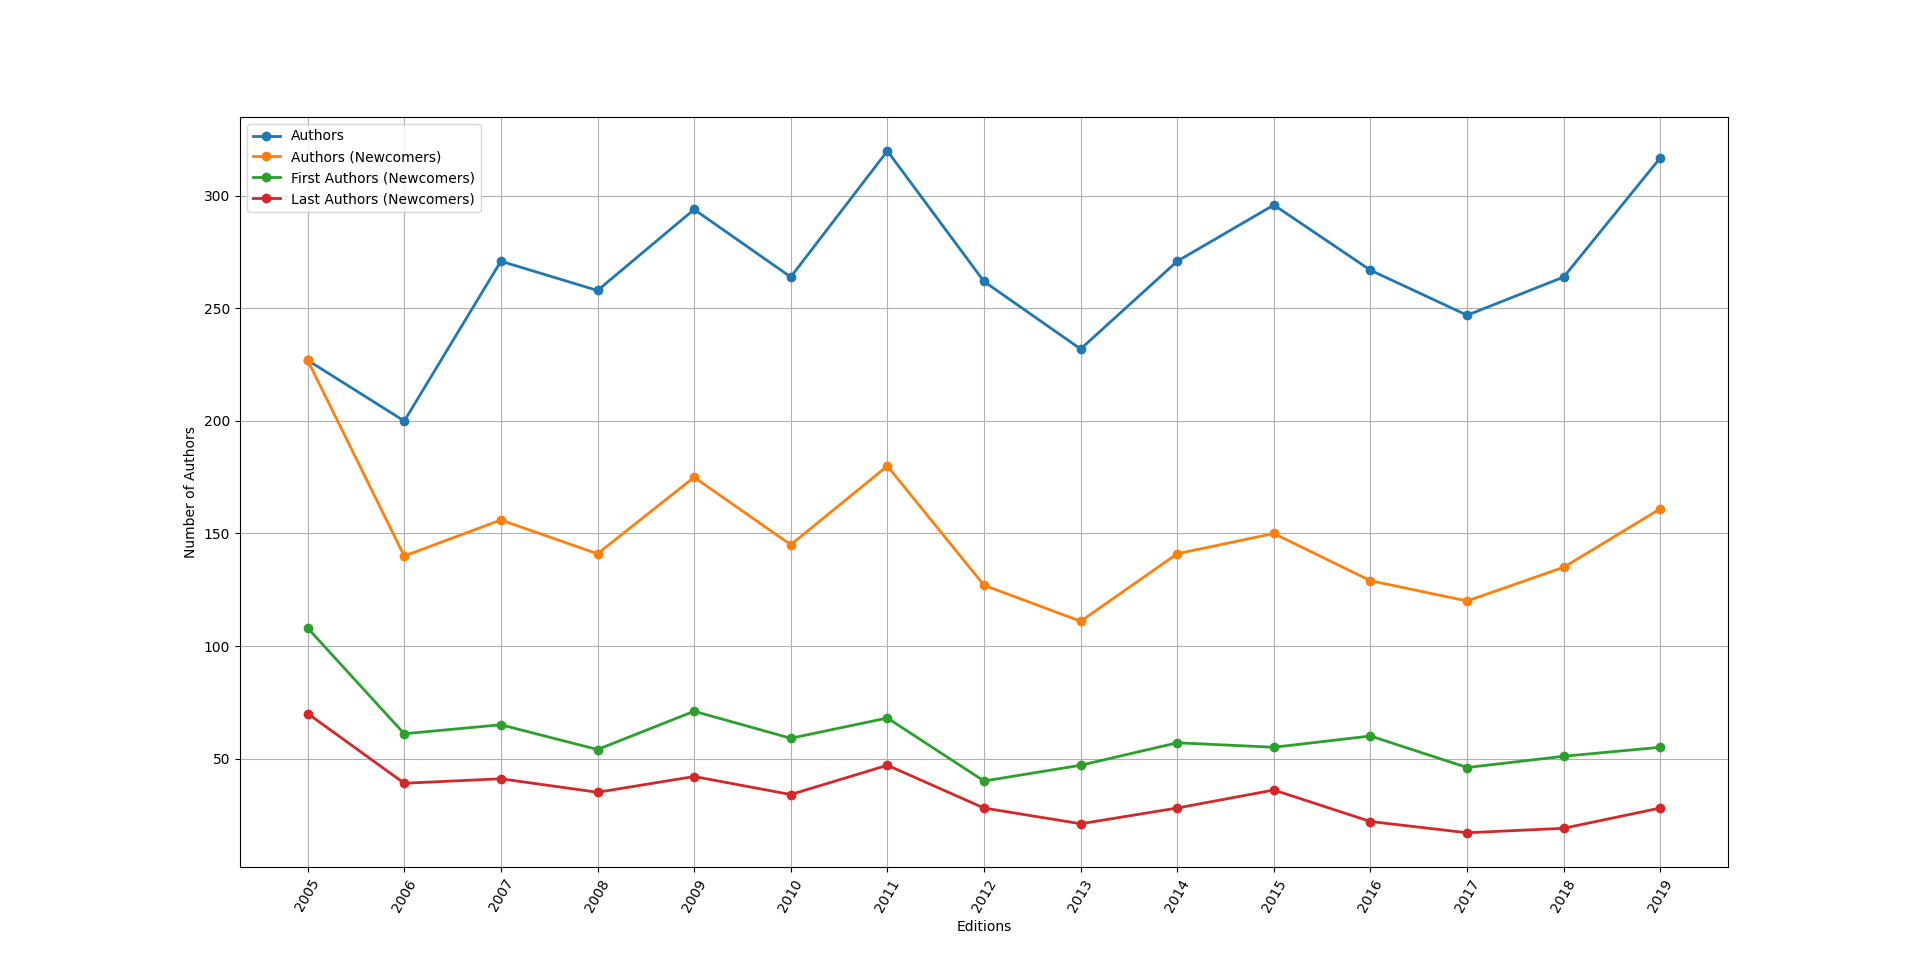 Authors
Authors (Newcomers)
First Authors (Newcomers)
Last Authors (Newcomers)
300
250
200
150
100
50
Number of Authors
2005 2006 2007 2008 2009 2010 2011 2012 2013 2014 2015 2016 2017 2018 2019
Editions